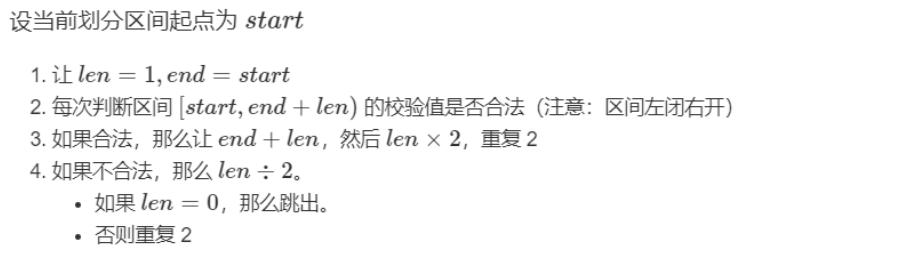 设当前划分区间起点为 start
1. 让 len = 1, end = start
2. 每次判断区间 [start, end + len) 的校验值是否合法（注意：区间左闭右开）
3. 如果合法，那么让 end + len，然后 len × 2，重复 2
4. 如果不合法，那么 len ÷ 2。
• 如果 len = 0，那么跳出。
• 否则重复 2